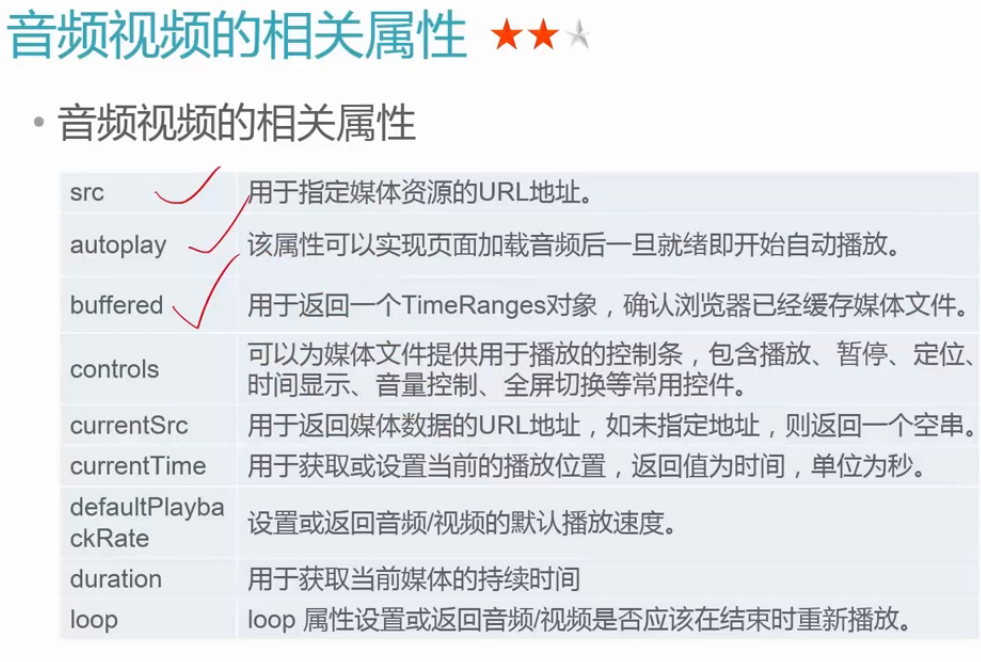 音频视频的相关属性
• 音频视频的相关属性
src 用于指定媒体资源的URL地址。
autoplay 该属性可以实现页面加载音频后一旦就绪即开始自动播放。
buffered 用于返回一个TimeRanges对象，确认浏览器已经缓存媒体文件。
controls 可以为媒体文件提供用于播放的控制条，包含播放、暂停、定位、
时间显示、音量控制、全屏切换等常用控件。
currentSrc 用于返回媒体数据的URL地址，如未指定地址，则返回一个空串。
currentTime 用于获取或设置当前的播放位置，返回值为时间，单位为秒。
defaultPlayba
ckRate
设置或返回音频/视频的默认播放速度。
duration 用于获取当前媒体的持续时间
loop loop 属性设置或返回音频/视频是否应该在结束时重新播放。